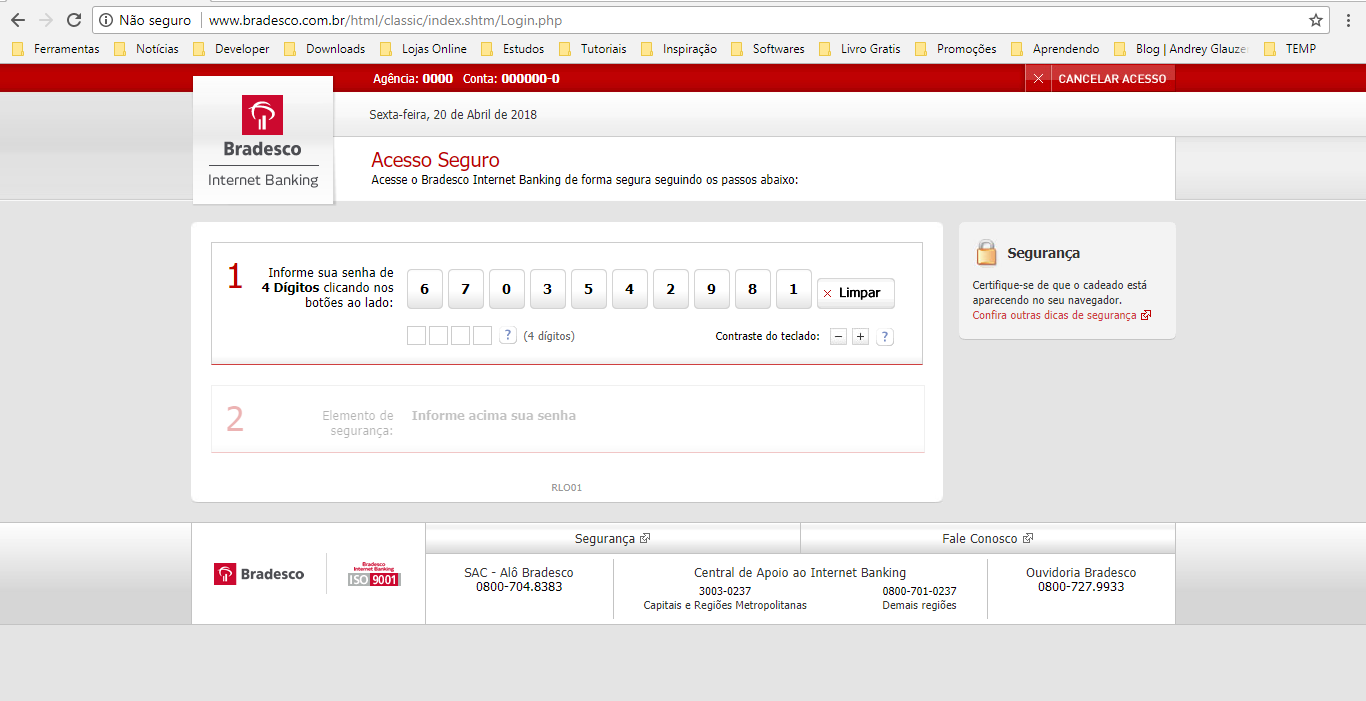 Não seguro www.bradesco.com.br/html/classic/index.shtm/Login.php
Ferramentas Notícias Developer Downloads Lojas Online Estudos Tutoriais Inspiração Softwares Livro Gratis Promoções Aprendendo Blog | Andrey Glauze TEMP
Agência: 0000 Conta: 000000-0 CANCELAR ACESSO
Sexta-feira, 20 de Abril de 2018
Bradesco
Internet Banking
Acesso Seguro
Acesse o Bradesco Internet Banking de forma segura seguindo os passos abaixo:
1
Informe sua senha de
4 Dígitos clicando nos
botões ao lado:
6 7 0 3 5 4 2 9 8 1 Limpar
? (4 dígitos) Contraste do teclado: − + ?
2
Elemento de
segurança:
Informe acima sua senha
RLO01
Segurança
Certifique-se de que o cadeado está
aparecendo no seu navegador.
Confira outras dicas de segurança
Bradesco
Bradesco
Internet Banking
ISO 9001
Segurança Fale Conosco
SAC - Alô Bradesco
0800-704.8383
Central de Apoio ao Internet Banking
3003-0237
Capitais e Regiões Metropolitanas
0800-701-0237
Demais regiões
Ouvidoria Bradesco
0800-727.9933